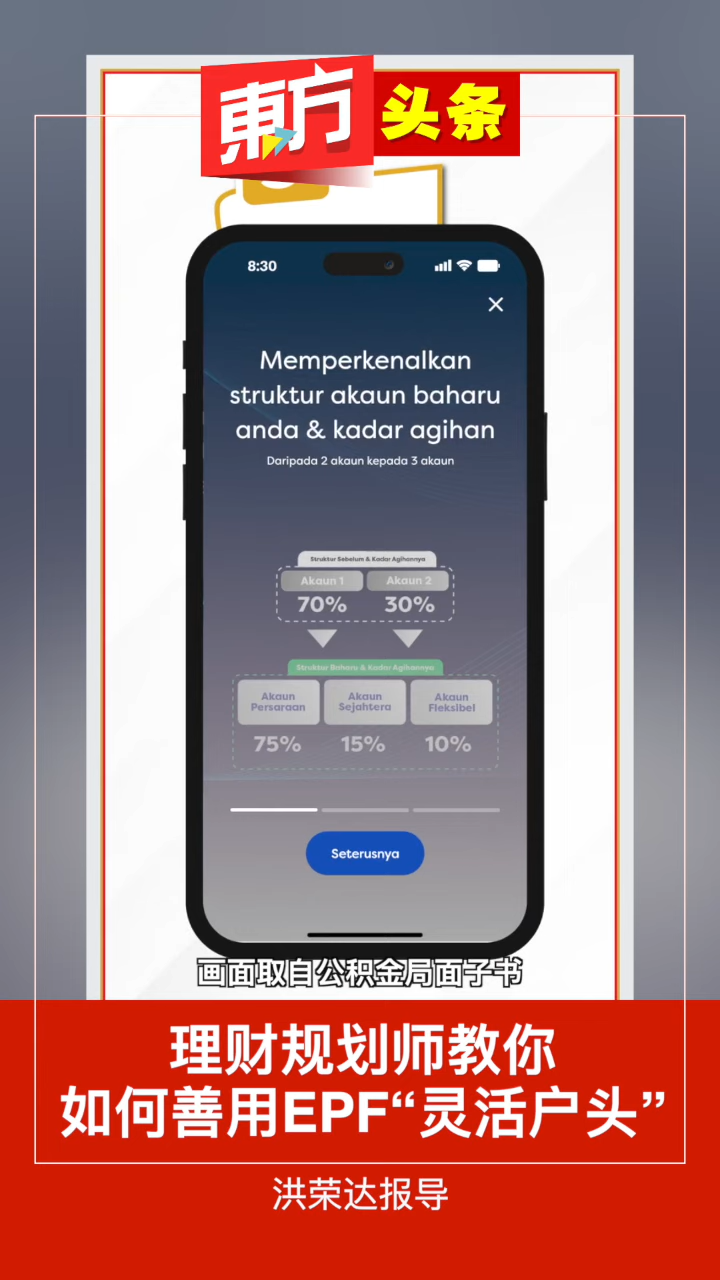 東方头条
8:30
Memperkenalkan
struktur akaun baharu
anda & kadar agihan
Daripada 2 akaun kepada 3 akaun
Struktur Sebelum & Kadar Agihannya
Akaun 1 Akaun 2
70% 30%
Struktur Baharu & Kadar Agihannya
Akaun Akaun Akaun
Persaraan Sejahtera Fleksibel
75% 15% 10%
Seterusnya
画面取自公积金局面子书
理财规划师教你
如何善用EPF“灵活户头”
洪荣达报导